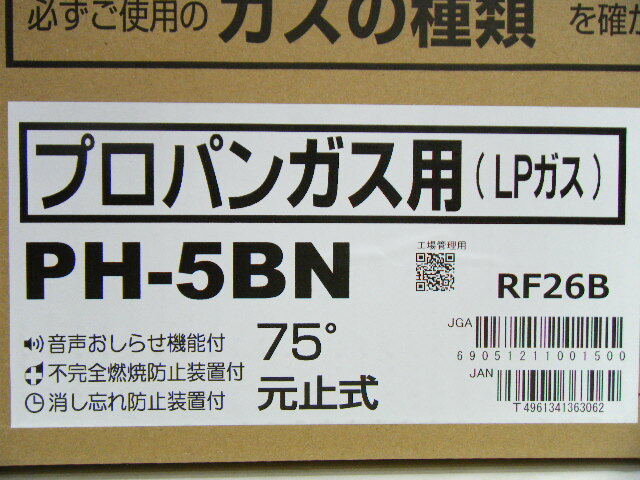 必ずご使用の ガスの種類 を確か
プロパンガス用(LPガス)
PH-5BN
工場管理用
RF26B
音声おしらせ機能付
不完全燃焼防止装置付
消し忘れ防止装置付
75°
元止式
JGA
69051211001500
JAN
T4961341363062